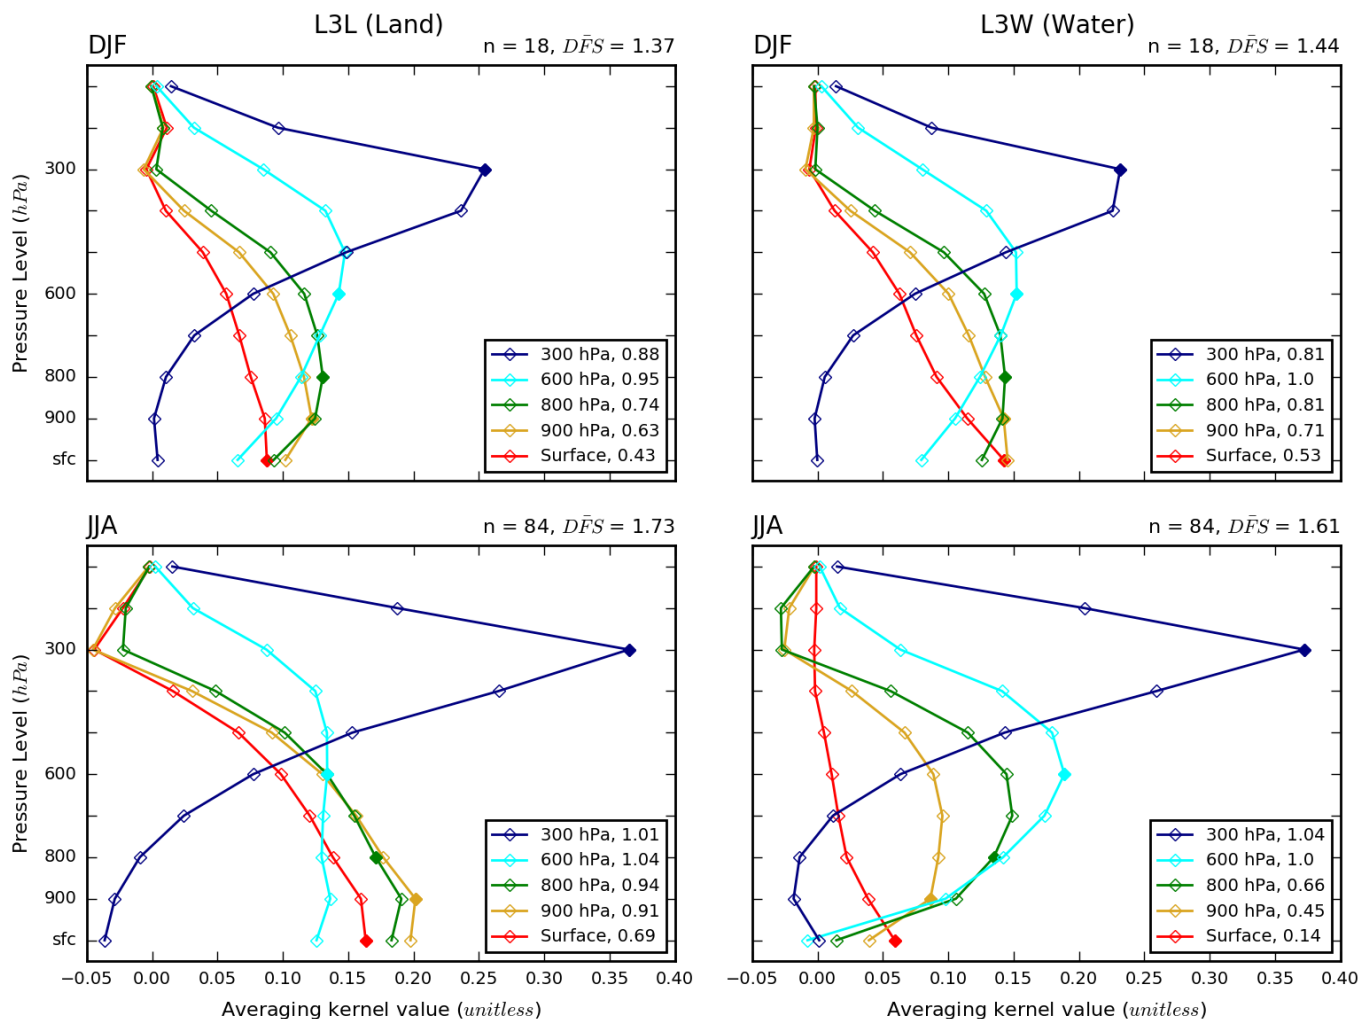 L3L (Land)
L3W (Water)
DJF
n = 18, DF̄S = 1.37
DJF
n = 18, DF̄S = 1.44
Pressure Level (hPa)
300
600
800
900
sfc
300 hPa, 0.88
600 hPa, 0.95
800 hPa, 0.74
900 hPa, 0.63
Surface, 0.43
300 hPa, 0.81
600 hPa, 1.0
800 hPa, 0.81
900 hPa, 0.71
Surface, 0.53
JJA
n = 84, DF̄S = 1.73
JJA
n = 84, DF̄S = 1.61
Pressure Level (hPa)
300
600
800
900
sfc
300 hPa, 1.01
600 hPa, 1.04
800 hPa, 0.94
900 hPa, 0.91
Surface, 0.69
300 hPa, 1.04
600 hPa, 1.0
800 hPa, 0.66
900 hPa, 0.45
Surface, 0.14
−0.05 0.00 0.05 0.10 0.15 0.20 0.25 0.30 0.35 0.40
−0.05 0.00 0.05 0.10 0.15 0.20 0.25 0.30 0.35 0.40
Averaging kernel value (unitless)
Averaging kernel value (unitless)